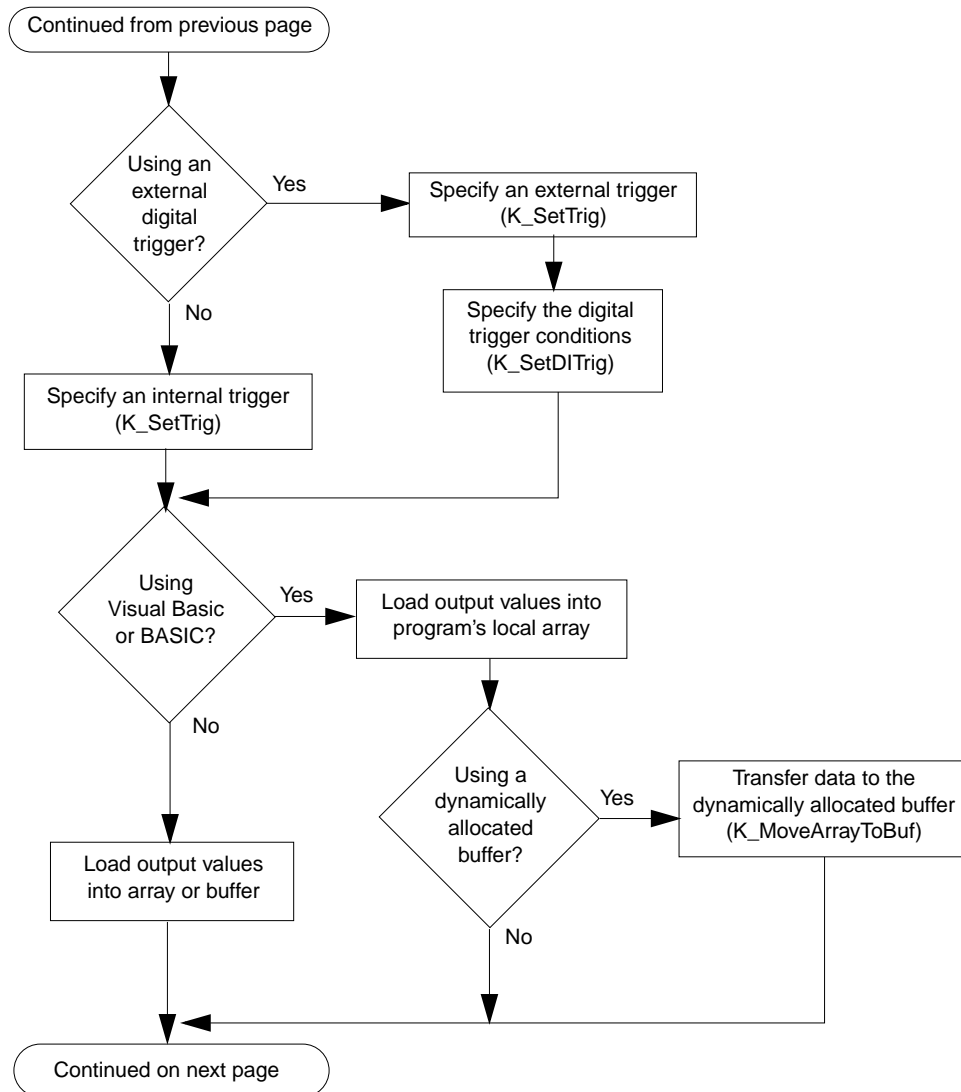 Continued from previous page
Using an
external
digital
trigger?
Yes
Specify an external trigger
(K_SetTrig)
No
Specify the digital
trigger conditions
(K_SetDITrig)
Specify an internal trigger
(K_SetTrig)
Using
Visual Basic
or BASIC?
Yes
Load output values into
program's local array
No
Using a
dynamically
allocated
buffer?
Yes
Transfer data to the
dynamically allocated buffer
(K_MoveArrayToBuf)
Load output values
into array or buffer
No
Continued on next page